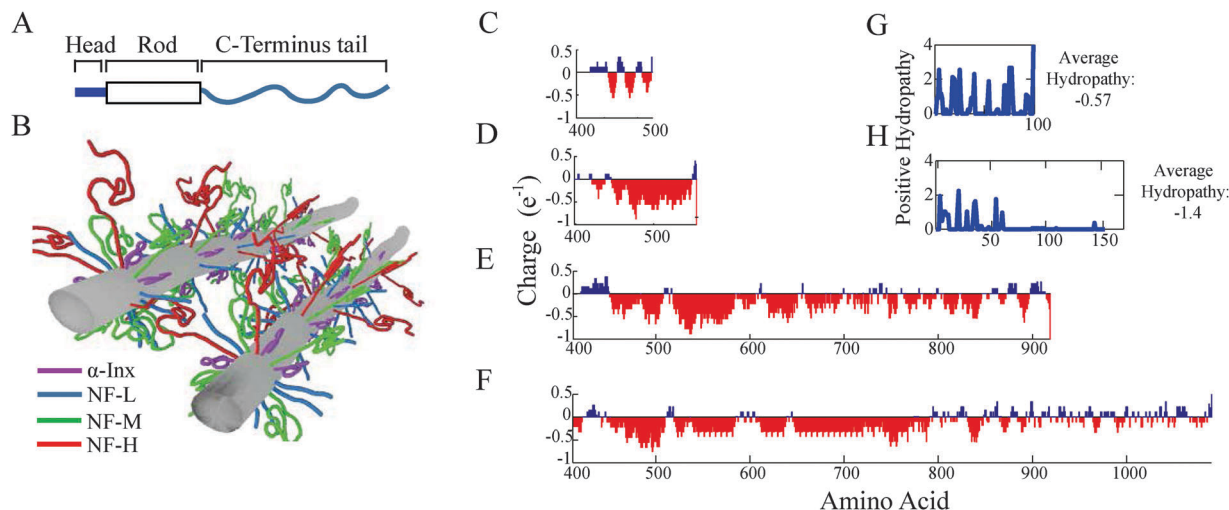 A
Head Rod C-Terminus tail
B
α-Inx
NF-L
NF-M
NF-H
C
0.5
0
-0.5
-1
400 500
D
0.5
0
-0.5
-1
400 500
E
0.5
0
-0.5
-1
400 500 600 700 800 900
F
0.5
0
-0.5
-1
400 500 600 700 800 900 1000
Charge (e⁻¹)
Amino Acid
G
4
2
0
100
Average
Hydropathy:
-0.57
H
4
2
0
50 100 150
Average
Hydropathy:
-1.4
Positive Hydropathy